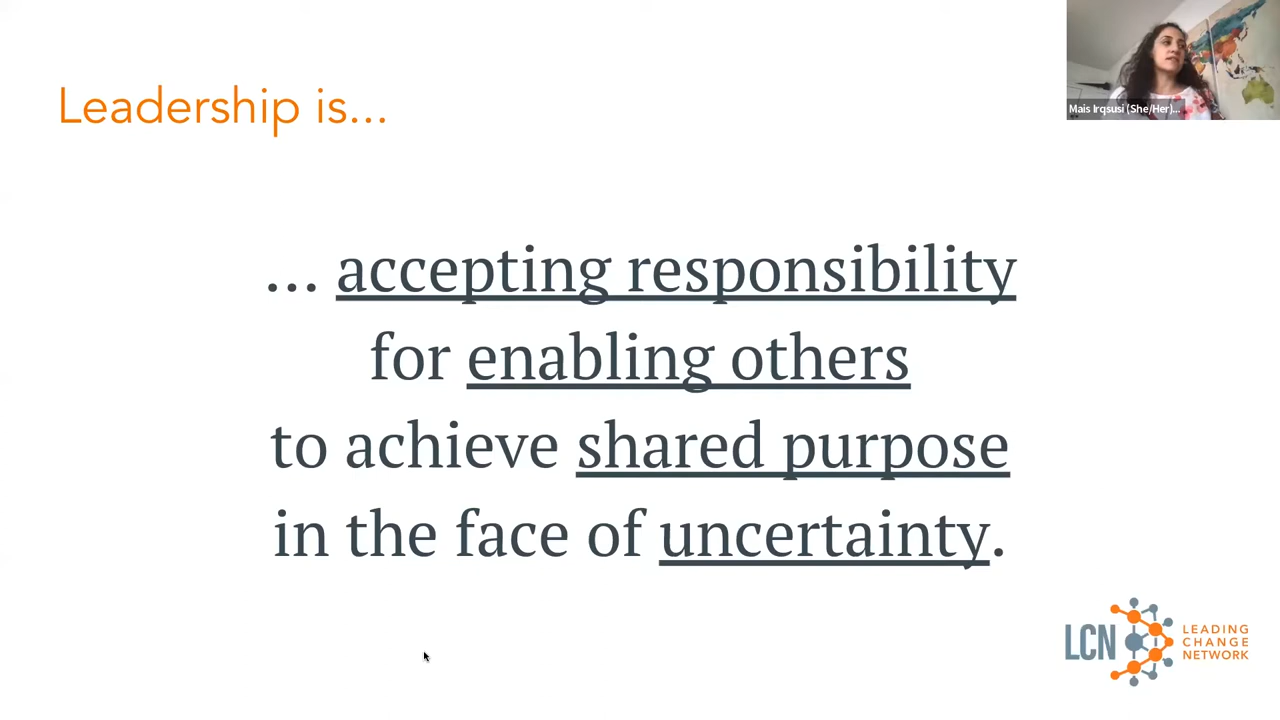 Leadership is...
Mais Irqsusi (She/Her)...
... accepting responsibility
for enabling others
to achieve shared purpose
in the face of uncertainty.
LCN
LEADING
CHANGE
NETWORK